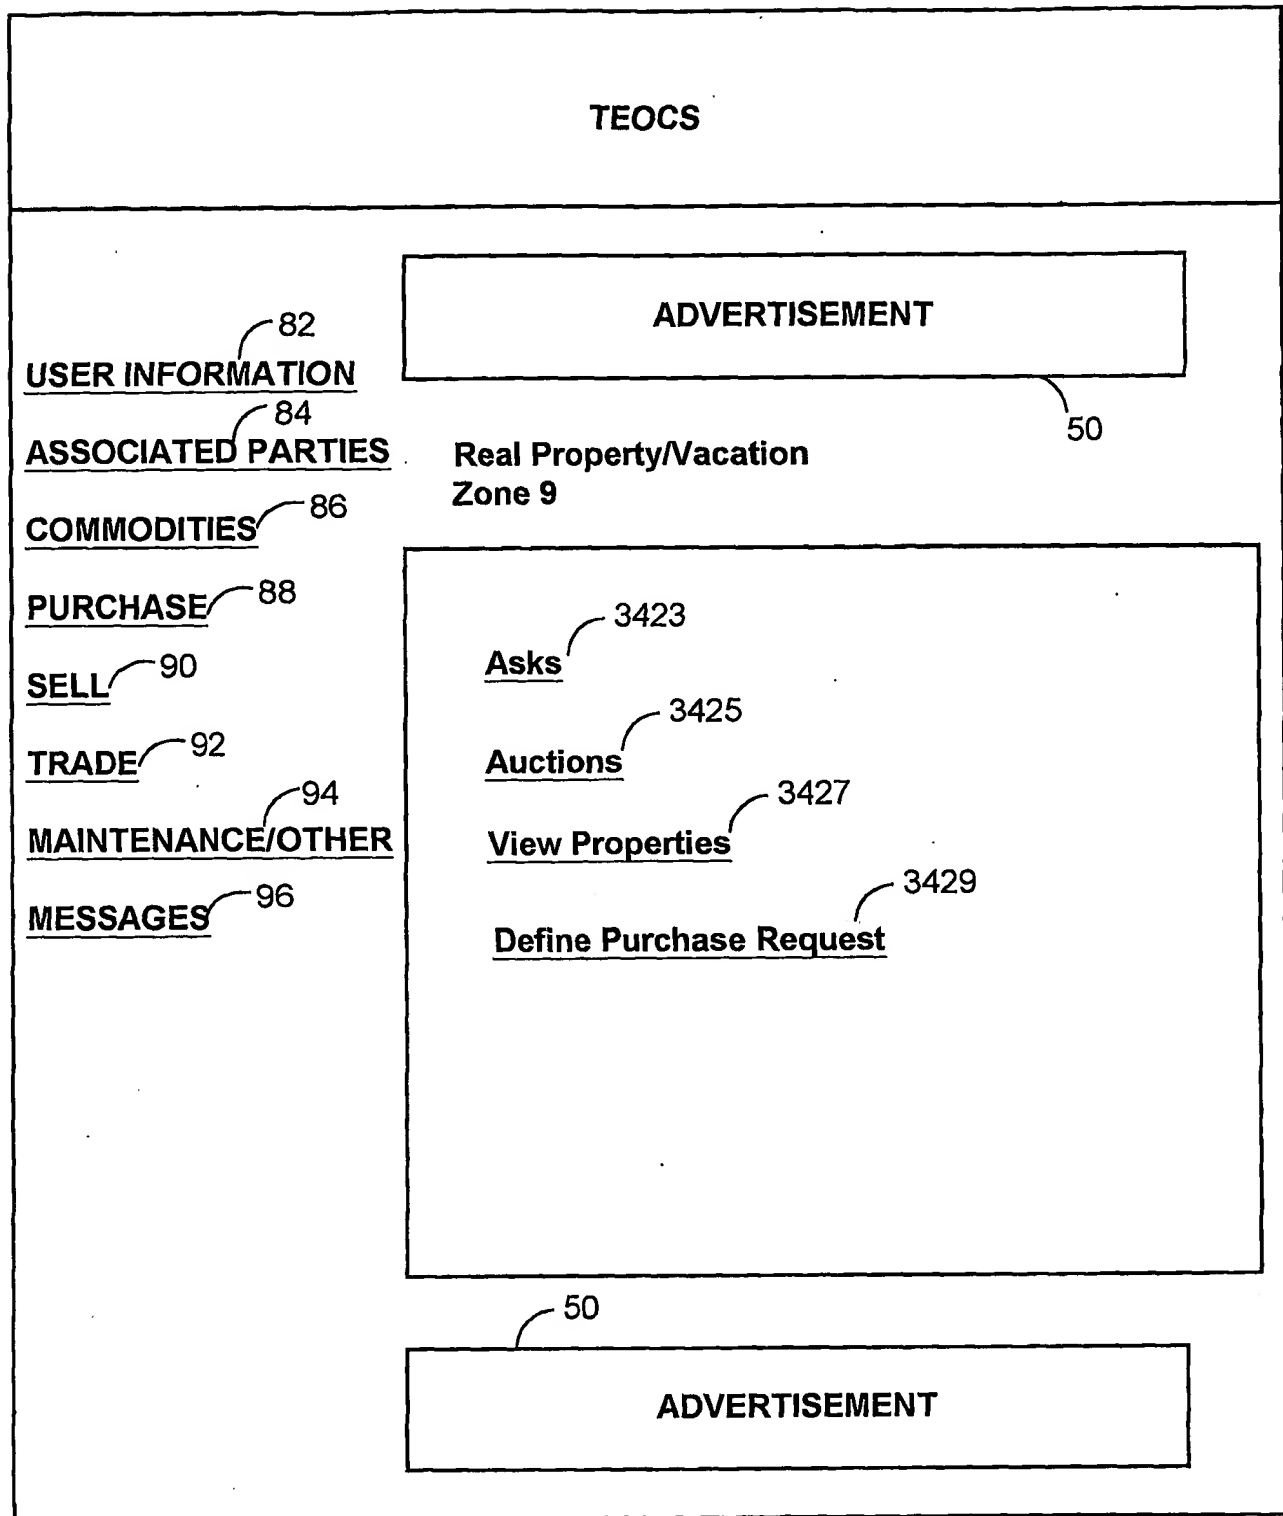 TEOCS
ADVERTISEMENT
50
82
USER INFORMATION
84
ASSOCIATED PARTIES
86
COMMODITIES
88
PURCHASE
90
SELL
92
TRADE
94
MAINTENANCE/OTHER
96
MESSAGES
Real Property/Vacation
Zone 9
3423
Asks
3425
Auctions
3427
View Properties
3429
Define Purchase Request
50
ADVERTISEMENT